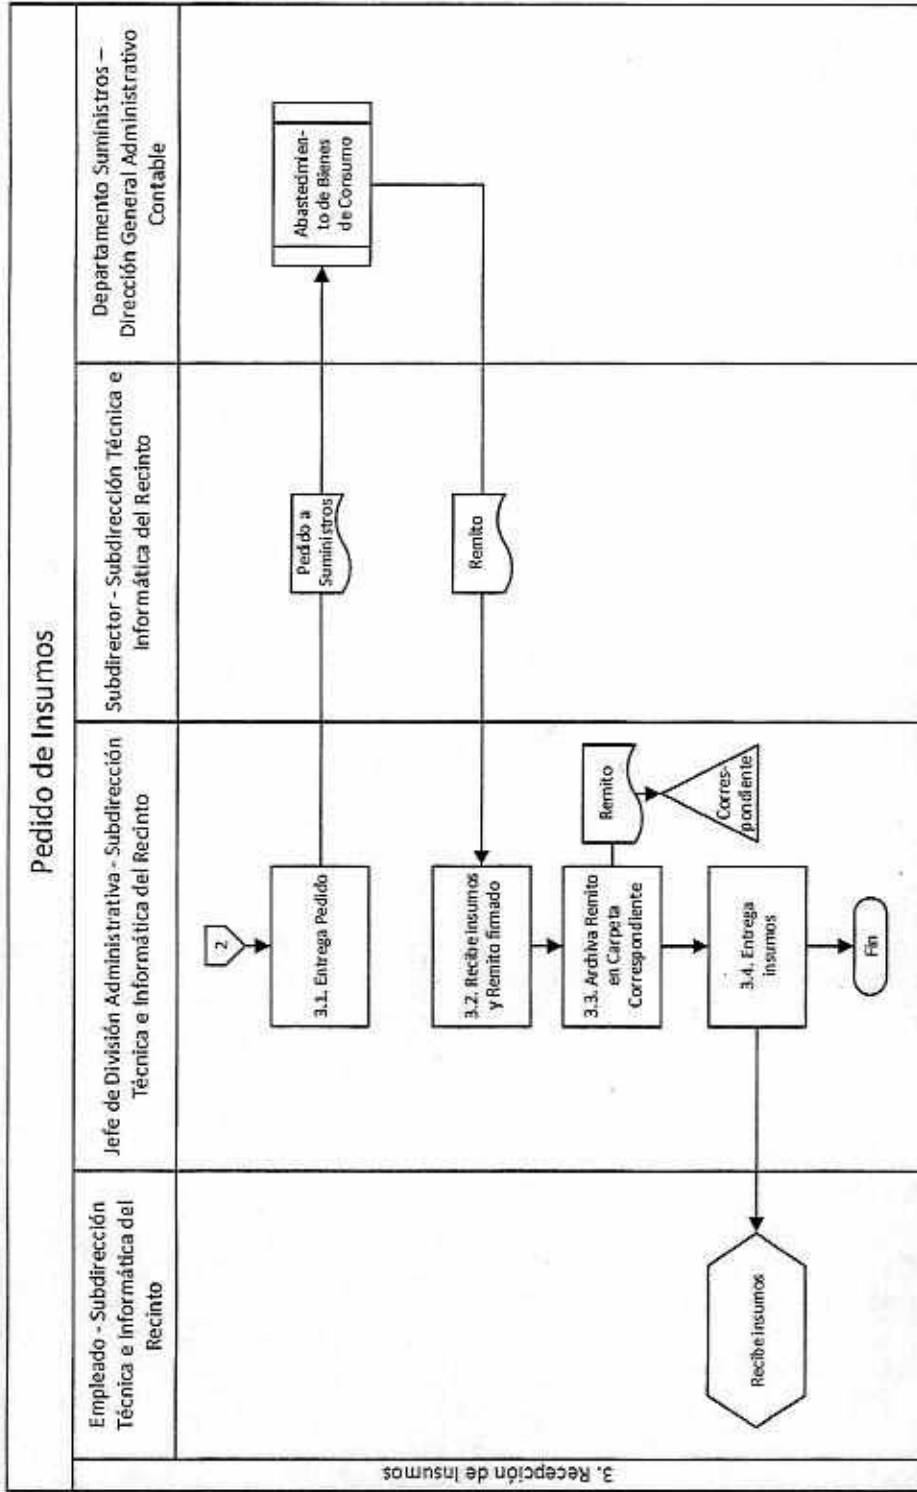 Pedido de Insumos
Empleado - Subdirección
Técnica e Informática del
Recinto
Jefe de División Administrativa - Subdirección
Técnica e Informática del Recinto
Subdirector - Subdirección Técnica e
Informática del Recinto
Departamento Suministros –
Dirección General Administrativo
Contable
3. Recepción de Insumos
2
3.1. Entrega Pedido
Pedido a
Suministros
Abastedimien-
to de Bienes
de Consumo
Remito
3.2. Recibe insumos
y Remito firmado
3.3. Archiva Remito
en Carpeta
Correspondiente
Remito
Corres-
pondiente
3.4. Entrega
insumos
Recibe insumos
Fin